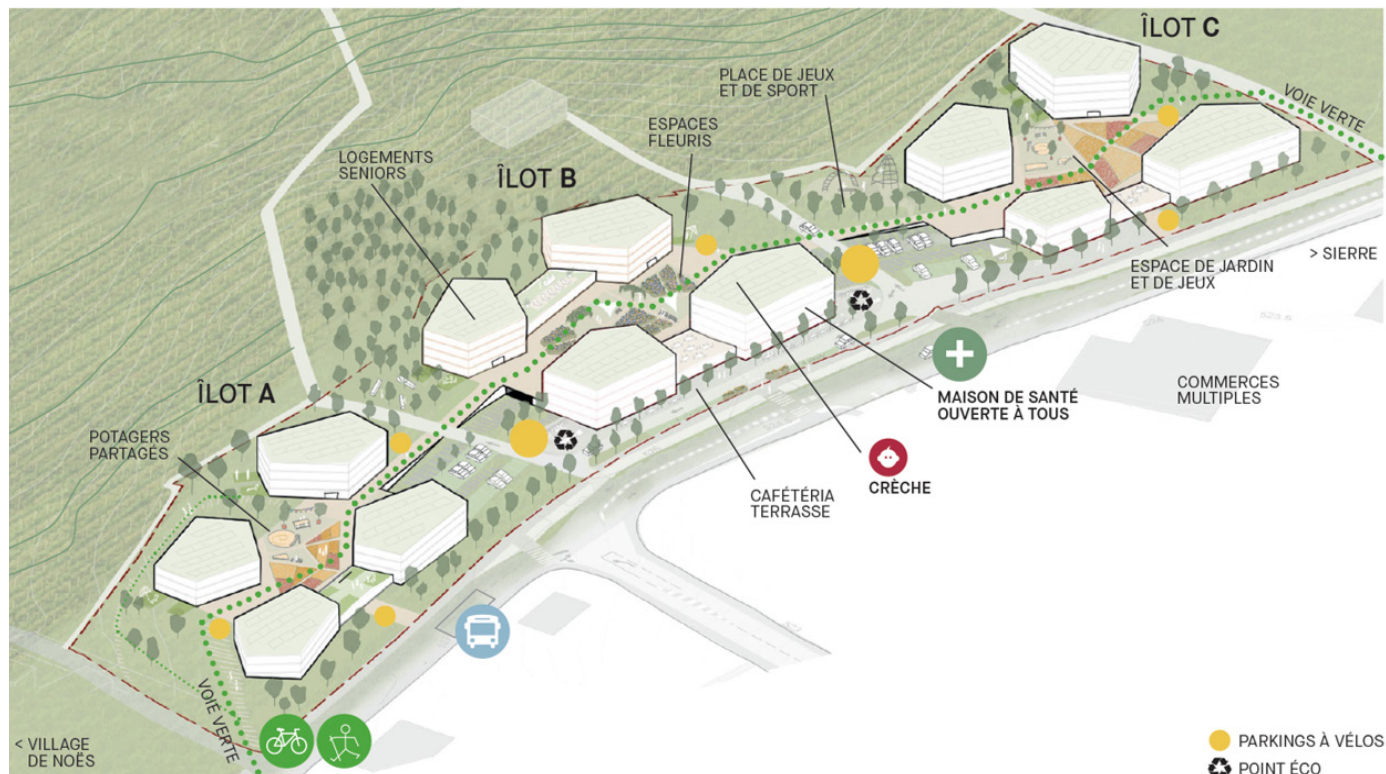 ÎLOT C
PLACE DE JEUX
ET DE SPORT
VOIE VERTE
ESPACES
FLEURIS
LOGEMENTS
SENIORS
ÎLOT B
> SIERRE
ESPACE DE JARDIN
ET DE JEUX
ÎLOT A
COMMERCES
MULTIPLES
MAISON DE SANTÉ
OUVERTE À TOUS
POTAGERS
PARTAGÉS
CRÈCHE
CAFÉTÉRIA
TERRASSE
VOIE VERTE
< VILLAGE
DE NOËS
PARKINGS À VÉLOS
POINT ÉCO